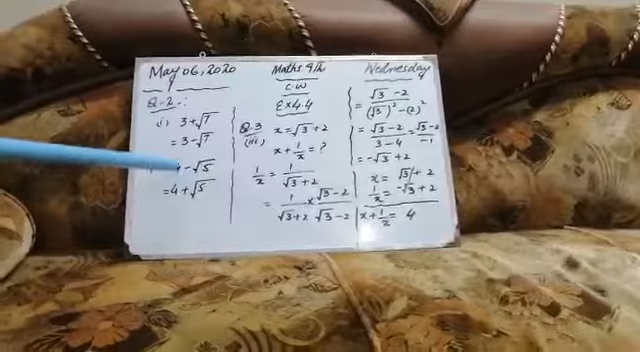 May 06, 2020
Maths 9th
Wednesday
C.W
Ex 4.4
Q-2.:
(i) 3+√7
= 3-√7
4-√5
= 4+√5
Q-3
(iii)
x = √3+2
x + 1/x = ?
1/x = 1/(√3+2)
= 1/(√3+2) × (√3-2)/(√3-2)
= (√3-2)/((√3)²-(2)²)
= (√3-2)/(3-4) = (√3-2)/-1
= -√3+2
x = √3+2
1/x = -√3+2
x+1/x = 4